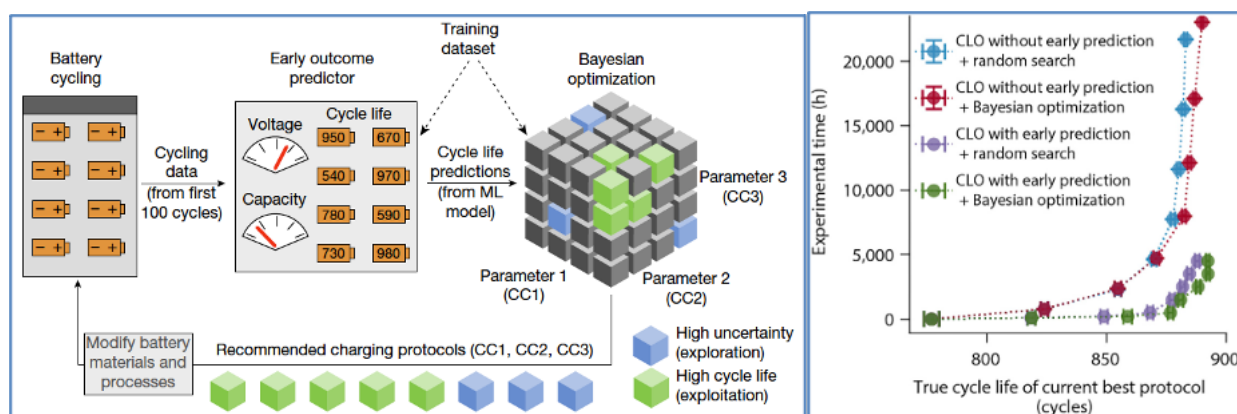 Battery
cycling
Cycling
data
(from first
100 cycles)
Early outcome
predictor
Voltage
Capacity
Cycle life
950 670
540 970
780 590
730 980
Training
dataset
Cycle life
predictions
(from ML
model)
Bayesian
optimization
Parameter 3
(CC3)
Parameter 1
(CC1)
Parameter 2
(CC2)
Modify battery
materials and
processes
Recommended charging protocols (CC1, CC2, CC3)
High uncertainty
(exploration)
High cycle life
(exploitation)
Experimental time (h)
20,000
15,000
10,000
5,000
0
CLO without early prediction
+ random search
CLO without early prediction
+ Bayesian optimization
CLO with early prediction
+ random search
CLO with early prediction
+ Bayesian optimization
800 850 900
True cycle life of current best protocol
(cycles)